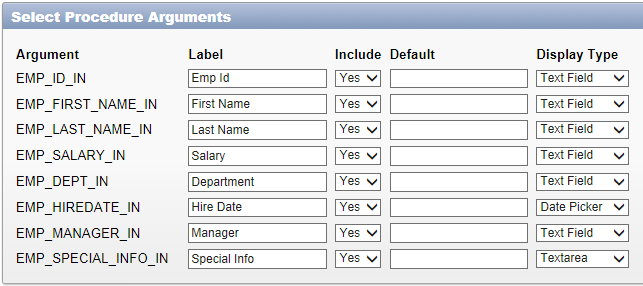 Select Procedure Arguments
Argument Label Include Default Display Type
EMP_ID_IN Emp Id Yes Text Field
EMP_FIRST_NAME_IN First Name Yes Text Field
EMP_LAST_NAME_IN Last Name Yes Text Field
EMP_SALARY_IN Salary Yes Text Field
EMP_DEPT_IN Department Yes Text Field
EMP_HIREDATE_IN Hire Date Yes Date Picker
EMP_MANAGER_IN Manager Yes Text Field
EMP_SPECIAL_INFO_IN Special Info Yes Textarea